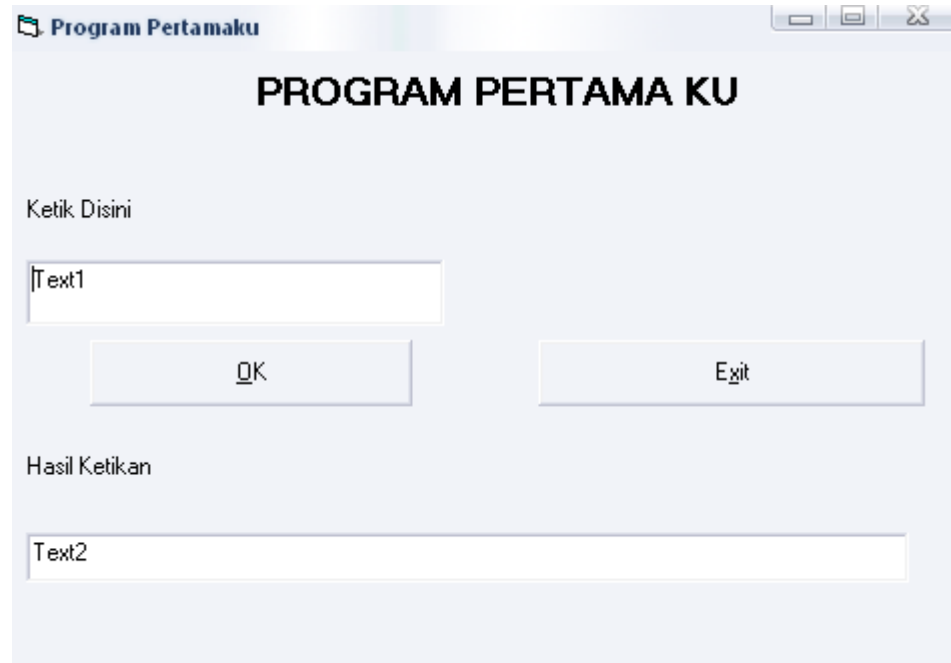 Program Pertamaku
PROGRAM PERTAMA KU
Ketik Disini
Text1
OK
Exit
Hasil Ketikan
Text2